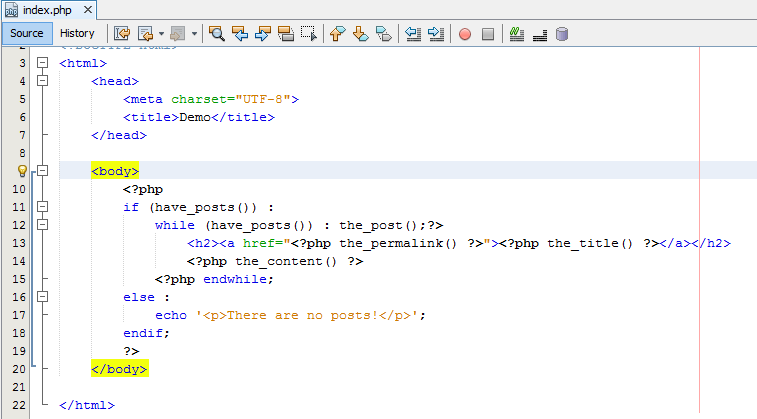 index.php
Source History
2 <!DOCTYPE html>
3 <html>
4 <head>
5 <meta charset="UTF-8">
6 <title>Demo</title>
7 </head>
8
9 <body>
10 <?php
11 if (have_posts()) :
12 while (have_posts()) : the_post();?>
13 <h2><a href="<?php the_permalink() ?>"><?php the_title() ?></a></h2>
14 <?php the_content() ?>
15 <?php endwhile;
16 else :
17 echo '<p>There are no posts!</p>';
18 endif;
19 ?>
20 </body>
21
22 </html>